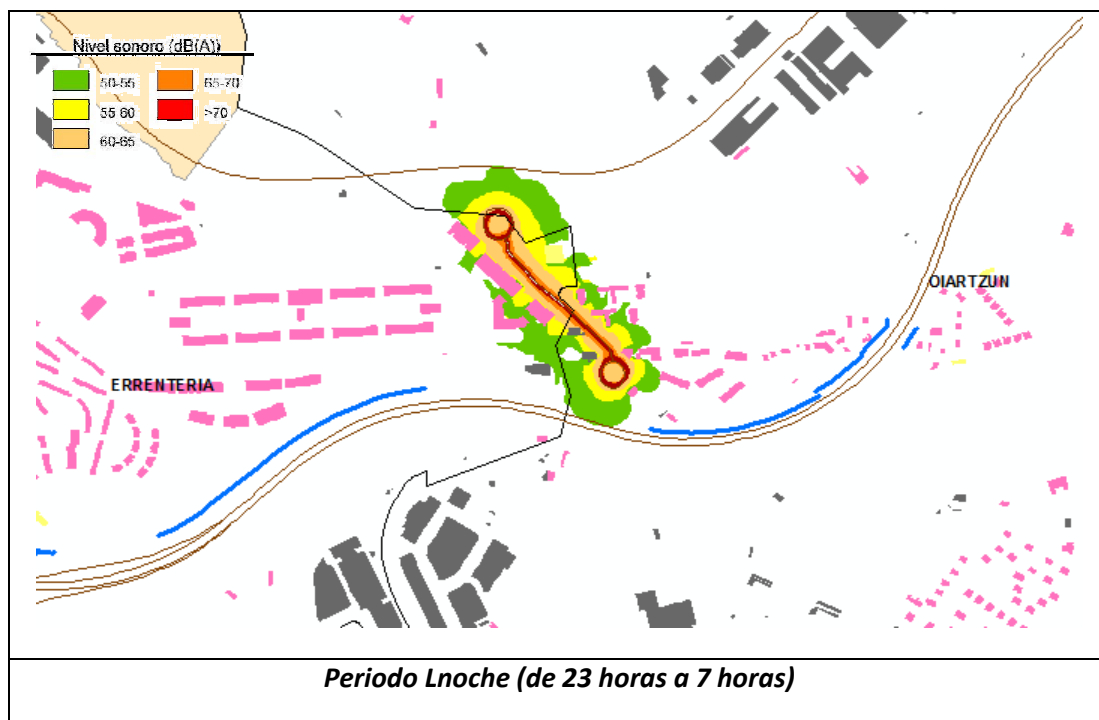 Nivel sonoro (dB(A))
50-55 65-70
55-60 >70
60-65
OIARTZUN
ERRENTERIA
Periodo Lnoche (de 23 horas a 7 horas)